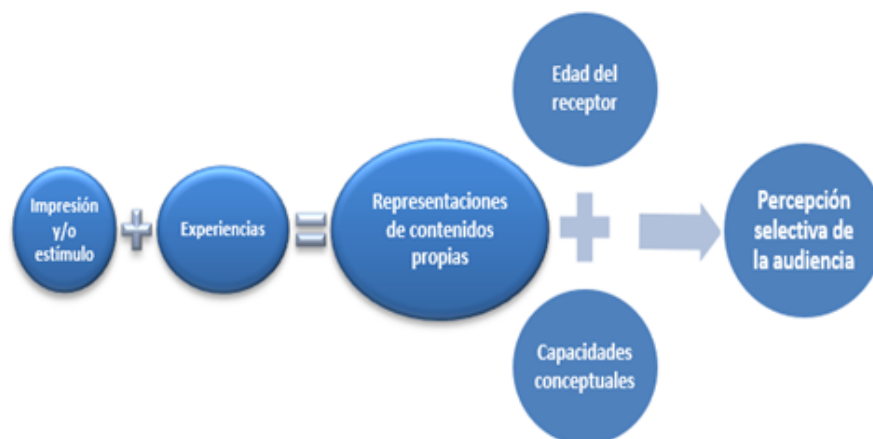 Impresión
y/o
estímulo
Experiencias
Representaciones
de contenidos
propias
Edad del
receptor
Capacidades
conceptuales
Percepción
selectiva de
la audiencia